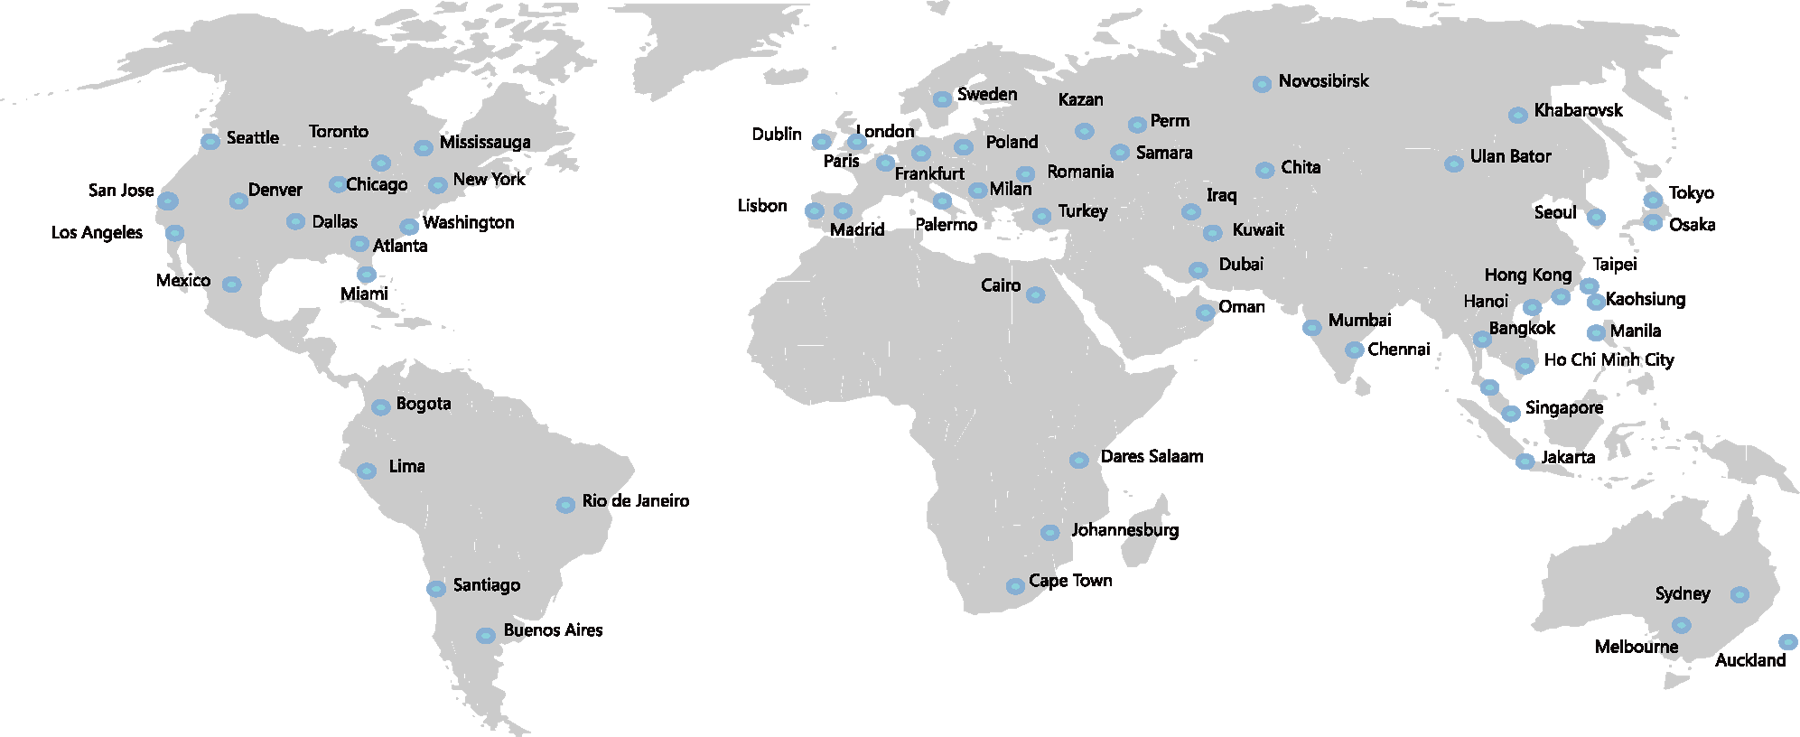 Novosibirsk
Sweden
Kazan
Khabarovsk
Perm
Seattle
Toronto
Mississauga
Dublin
London
Poland
Samara
Ulan Bator
Paris
Frankfurt
Romania
Chita
San Jose
Denver
Chicago
New York
Milan
Iraq
Tokyo
Lisbon
Madrid
Palermo
Turkey
Kuwait
Seoul
Osaka
Los Angeles
Dallas
Washington
Atlanta
Dubai
Taipei
Mexico
Miami
Cairo
Hong Kong
Hanoi
Kaohsiung
Oman
Mumbai
Bangkok
Manila
Chennai
Ho Chi Minh City
Bogota
Singapore
Lima
Dares Salaam
Jakarta
Rio de Janeiro
Johannesburg
Santiago
Cape Town
Sydney
Buenos Aires
Melbourne
Auckland